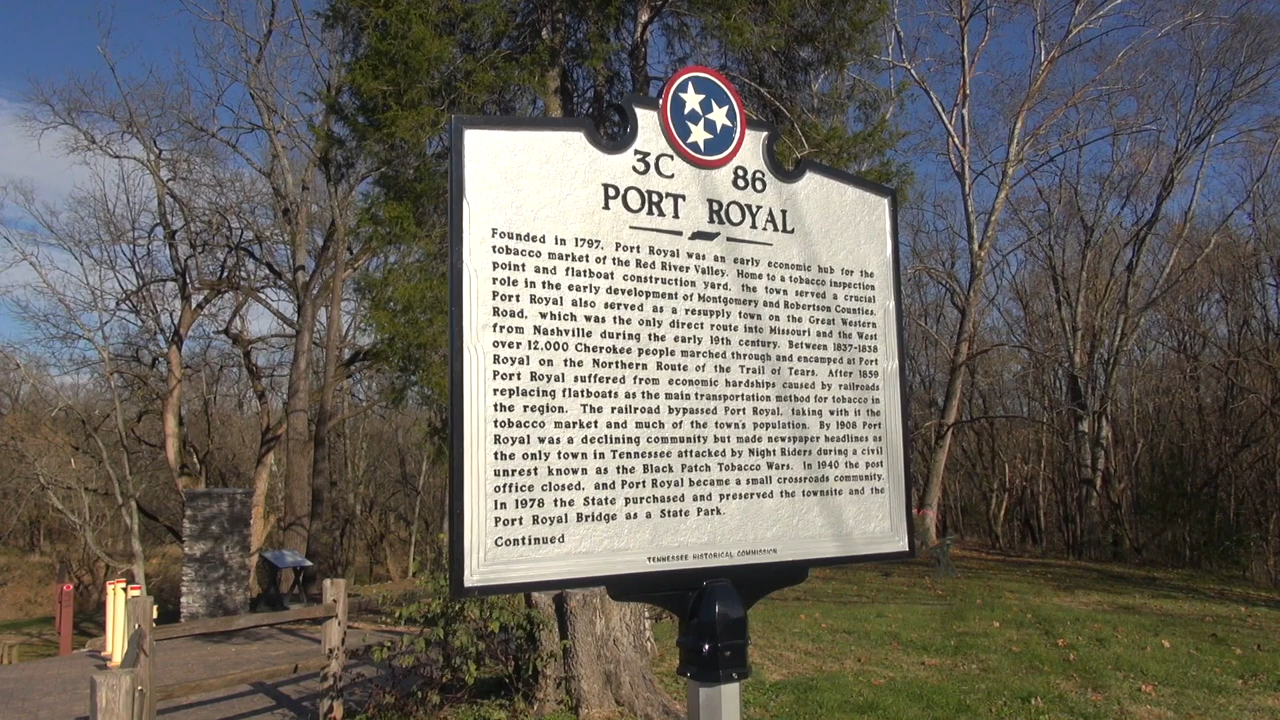 3C 86
PORT ROYAL
Founded in 1797, Port Royal was an early economic hub for the
tobacco market of the Red River Valley. Home to a tobacco inspection
point and flatboat construction yard, the town served a crucial
role in the early development of Montgomery and Robertson Counties.
Port Royal also served as a resupply town on the Great Western
Road, which was the only direct route into Missouri and the West
from Nashville during the early 19th century. Between 1837-1838
over 12,000 Cherokee people marched through and encamped at Port
Royal on the Northern Route of the Trail of Tears. After 1859
Port Royal suffered from economic hardships caused by railroads
replacing flatboats as the main transportation method for tobacco in
the region. The railroad bypassed Port Royal, taking with it the
tobacco market and much of the town's population. By 1908 Port
Royal was a declining community but made newspaper headlines as
the only town in Tennessee attacked by Night Riders during a civil
unrest known as the Black Patch Tobacco Wars. In 1940 the post
office closed, and Port Royal became a small crossroads community.
In 1978 the State purchased and preserved the townsite and the
Port Royal Bridge as a State Park.
Continued
TENNESSEE HISTORICAL COMMISSION